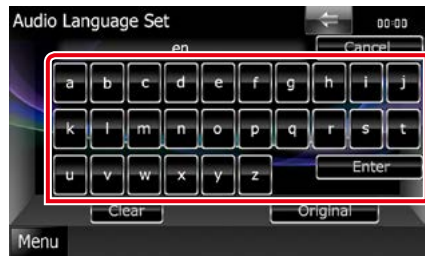 Audio Language Set 00:00
en Cancel
a b c d e f g h i j
k l m n o p q r s t
u v w x y z Enter
Clear Original
Menu